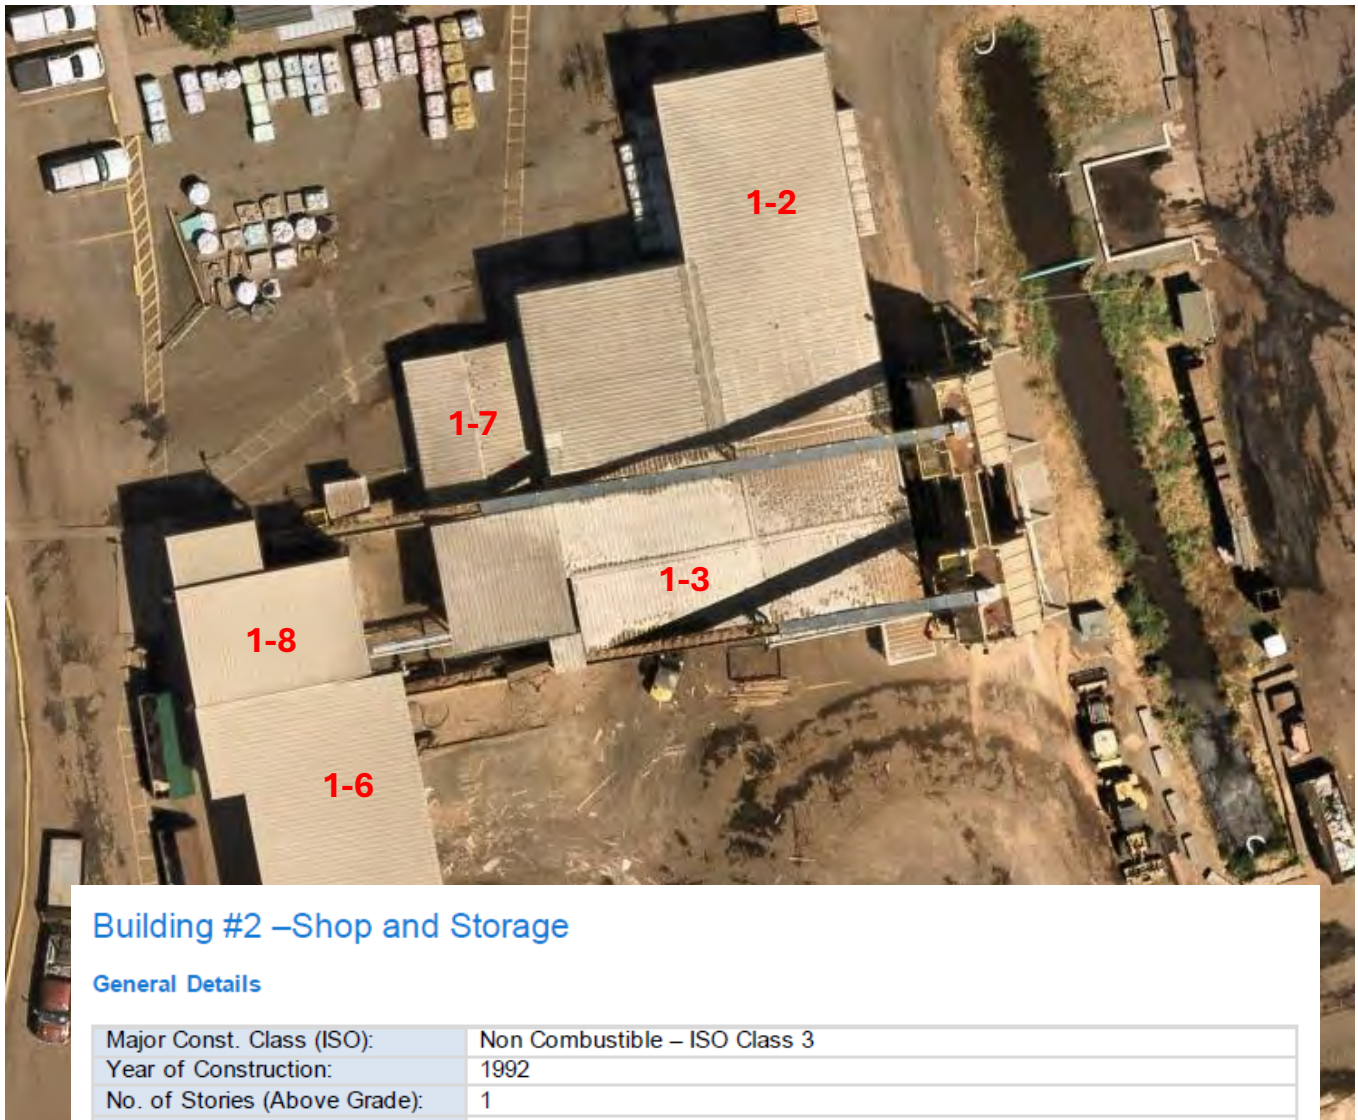 1-2
1-7
1-3
1-8
1-6
Building #2 –Shop and Storage
General Details
Major Const. Class (ISO): Non Combustible – ISO Class 3
Year of Construction: 1992
No. of Stories (Above Grade): 1